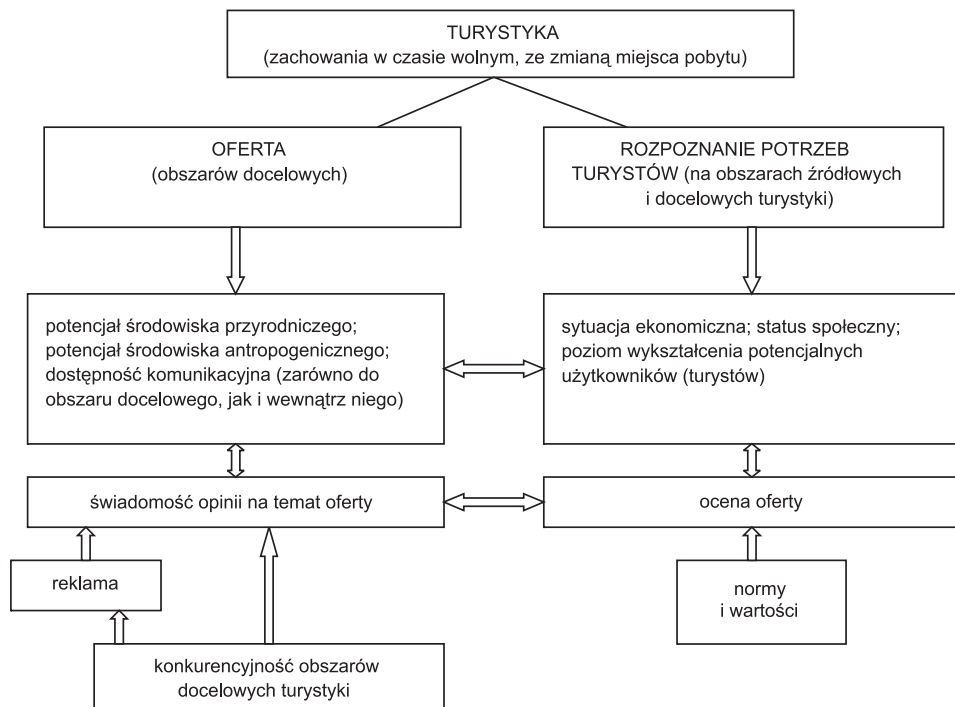 TURYSTYKA
(zachowania w czasie wolnym, ze zmianą miejsca pobytu)
OFERTA
(obszarów docelowych)
ROZPOZNANIE POTRZEB
TURYSTÓW (na obszarach źródłowych
i docelowych turystyki)
potencjał środowiska przyrodniczego;
potencjał środowiska antropogenicznego;
dostępność komunikacyjna (zarówno do
obszaru docelowego, jak i wewnątrz niego)
sytuacja ekonomiczna; status społeczny;
poziom wykształcenia potencjalnych
użytkowników (turystów)
świadomość opinii na temat oferty
ocena oferty
reklama
normy
i wartości
konkurencyjność obszarów
docelowych turystyki